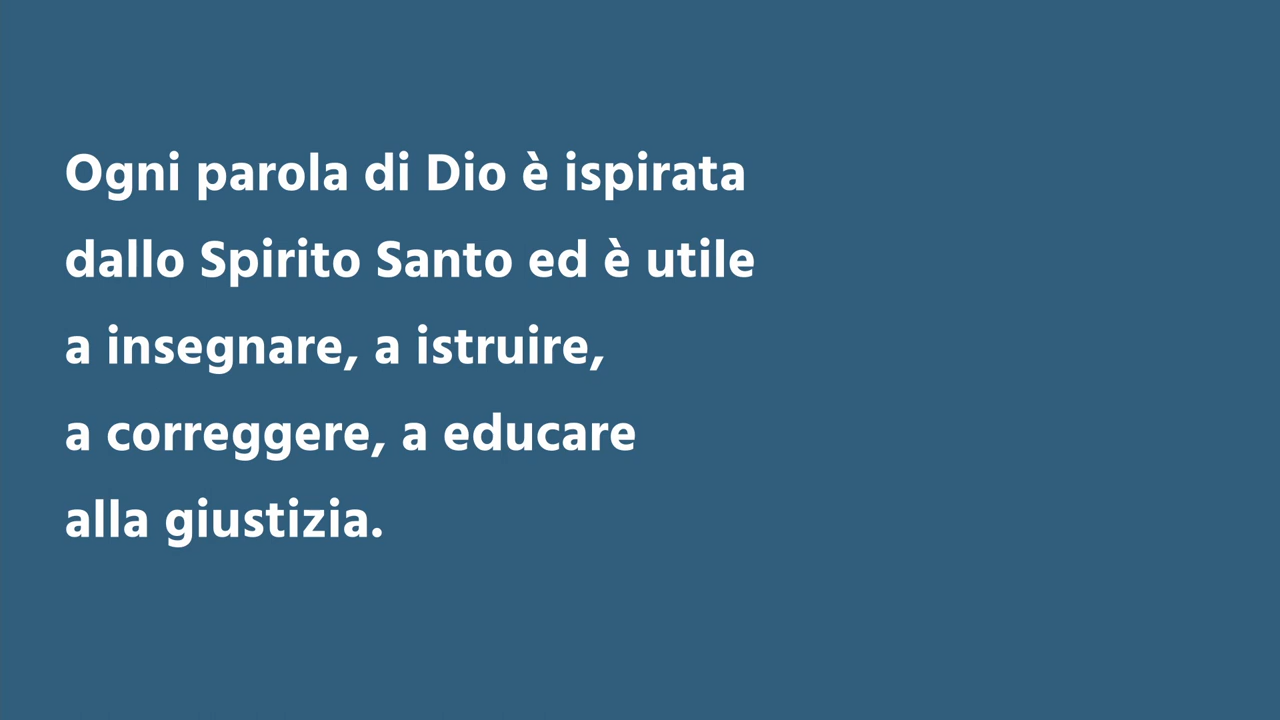 Ogni parola di Dio è ispirata
dallo Spirito Santo ed è utile
a insegnare, a istruire,
a correggere, a educare
alla giustizia.